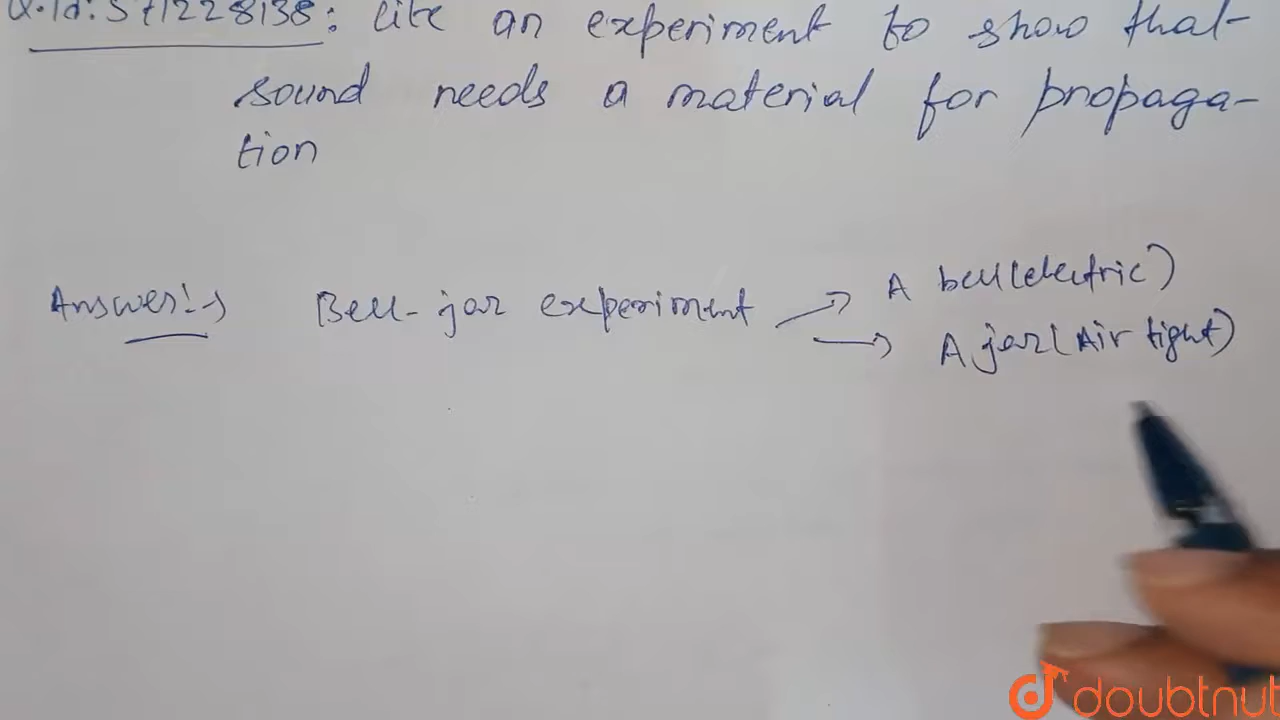 Q.Id: 571228138: Cite an experiment to show that
sound needs a material for propaga-
tion
Answer:→ Bell-jar experiment → A bell(electric)
→ A jar(Air tight)
doubtnut